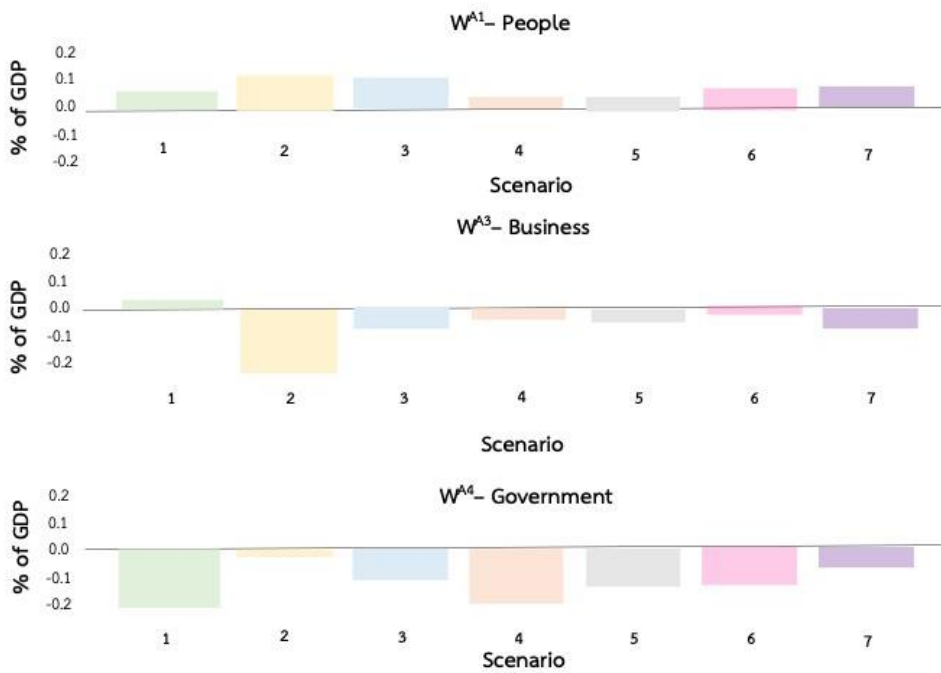 W^A1– People
% of GDP
0.2
0.1
0.0
-0.1
-0.2
1 2 3 4 5 6 7
Scenario
W^A3– Business
% of GDP
0.2
0.1
0.0
-0.1
-0.2
1 2 3 4 5 6 7
Scenario
W^A4– Government
% of GDP
0.2
0.1
0.0
-0.1
-0.2
1 2 3 4 5 6 7
Scenario